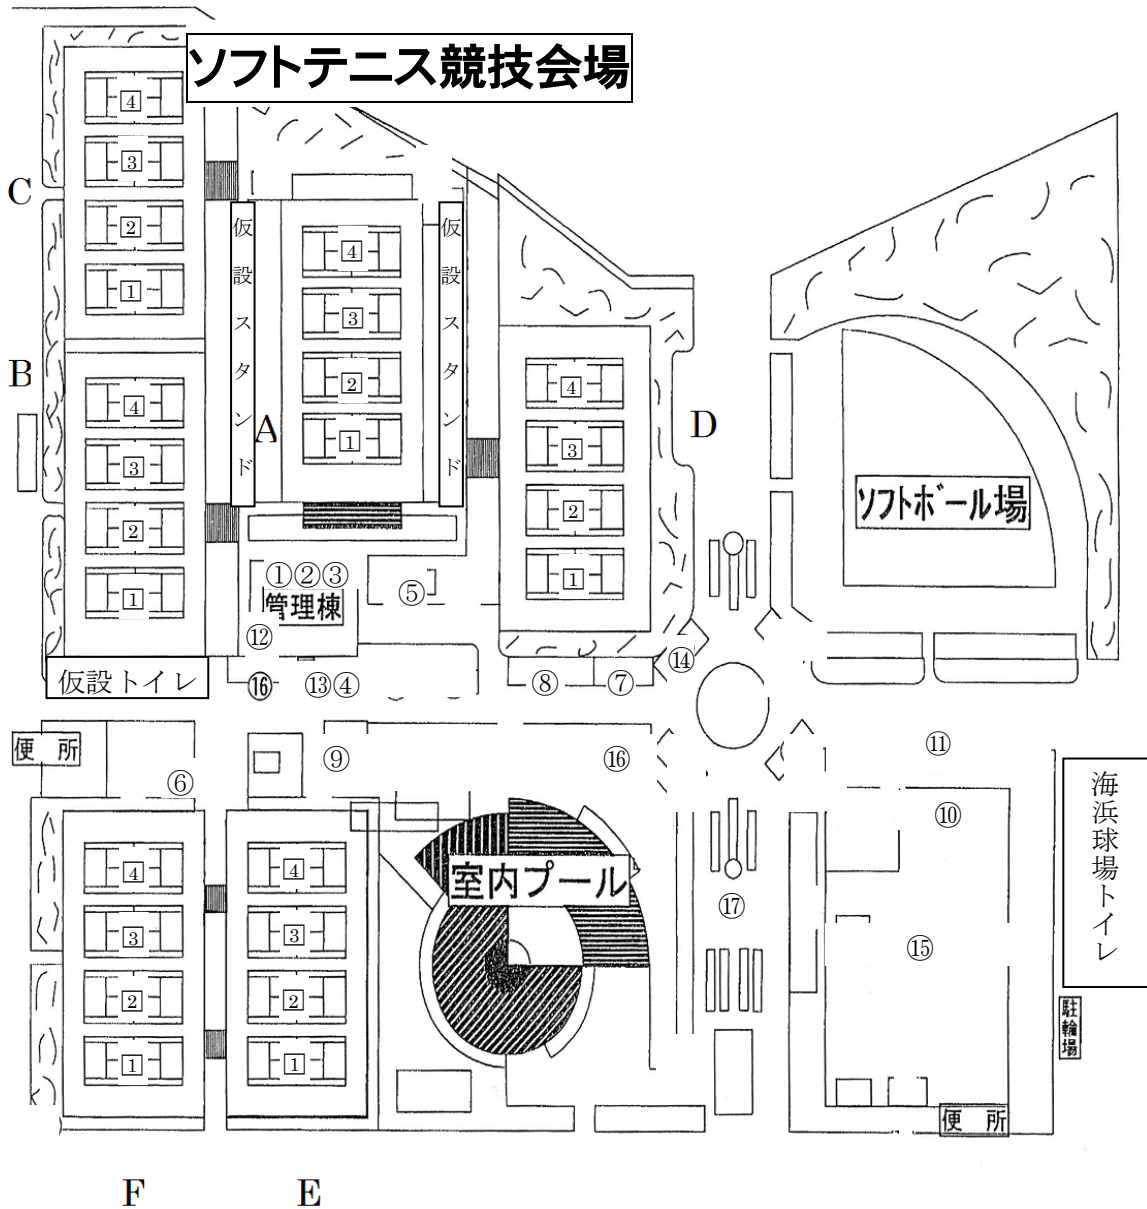 ソフトテニス競技会場
4
3
C
2
1
仮設スタンド
4
3
2
A
1
仮設スタンド
B
4
3
2
1
4
3
2
1
D
ソフトボール場
①②③
管理棟
⑤
⑫
仮設トイレ
⑯
⑬④
⑧
⑦
⑭
便所
⑥
⑨
⑯
⑪
⑩
海浜球場トイレ
4
3
2
1
4
3
2
1
室内プール
⑰
⑮
駐輪場
便所
F
E